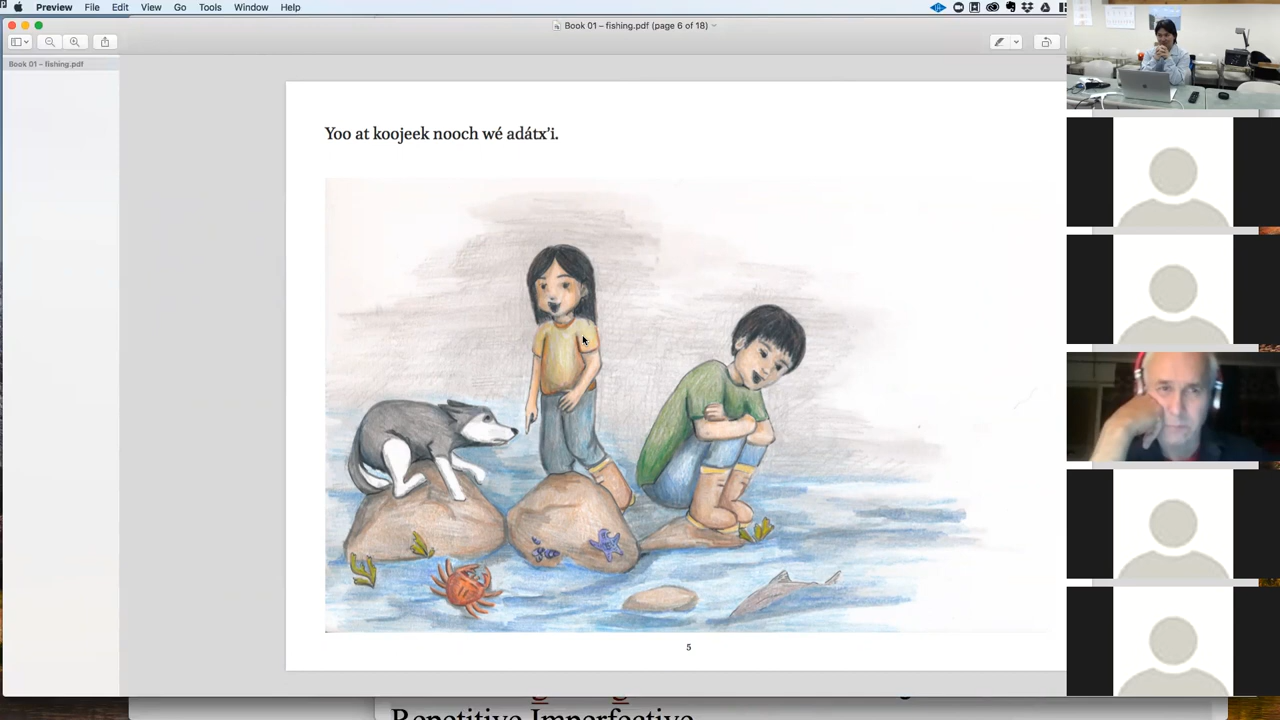 Preview File Edit View Go Tools Window Help
Book 01 – fishing.pdf (page 6 of 18)
Book 01 – fishing.pdf
Yoo at koojeek nooch wé adátx'i.
5
Repetitive Imperfective